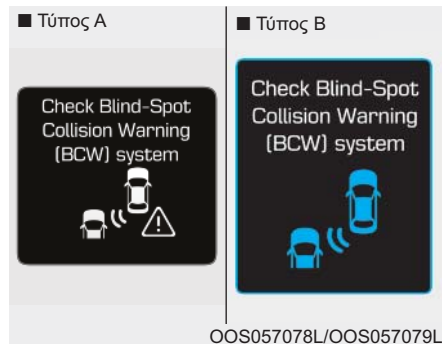 ■ Τύπος A
Check Blind-Spot
Collision Warning
(BCW) system
■ Τύπος B
Check Blind-Spot
Collision Warning
(BCW) system
OOS057078L/OOS057079L